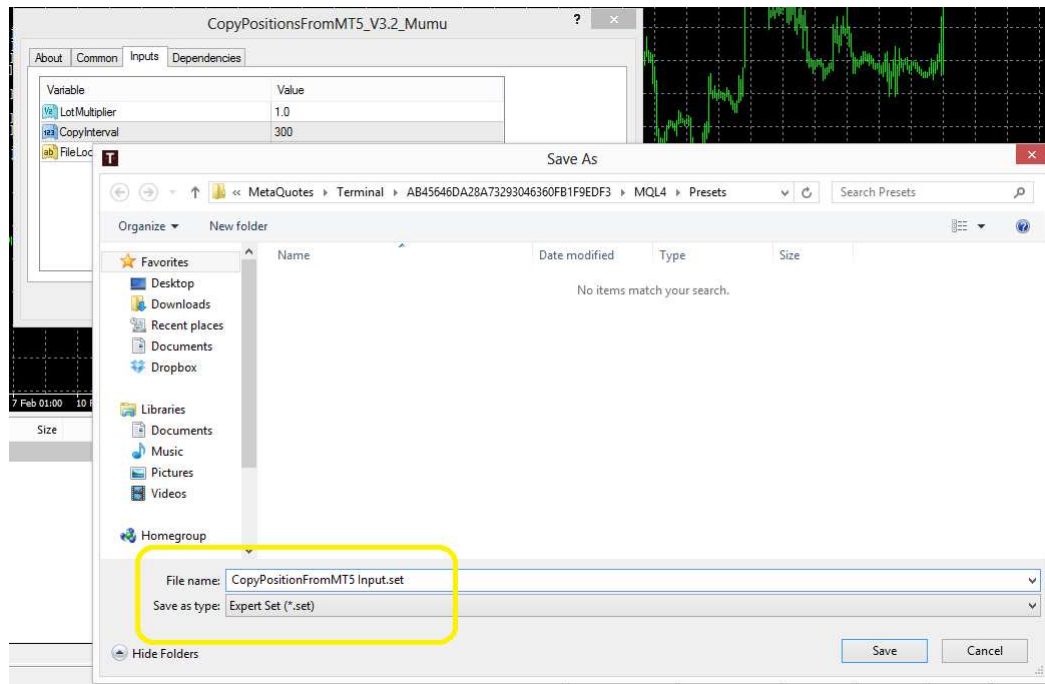 CopyPositionsFromMT5_V3.2_Mumu
?
About Common Inputs Dependencies
Variable Value
LotMultiplier 1.0
CopyInterval 300
FileLoc
Save As
« MetaQuotes Terminal AB45646DA28A73293046360FB1F9EDF3 MQL4 Presets Search Presets
Organize New folder
Name Date modified Type Size
No items match your search.
Favorites
Desktop
Downloads
Recent places
Documents
Dropbox
Libraries
Documents
Music
Pictures
Videos
Homegroup
7 Feb 01:00 10
Size
File name: CopyPositionFromMT5 Input.set
Save as type: Expert Set (*.set)
Hide Folders Save Cancel